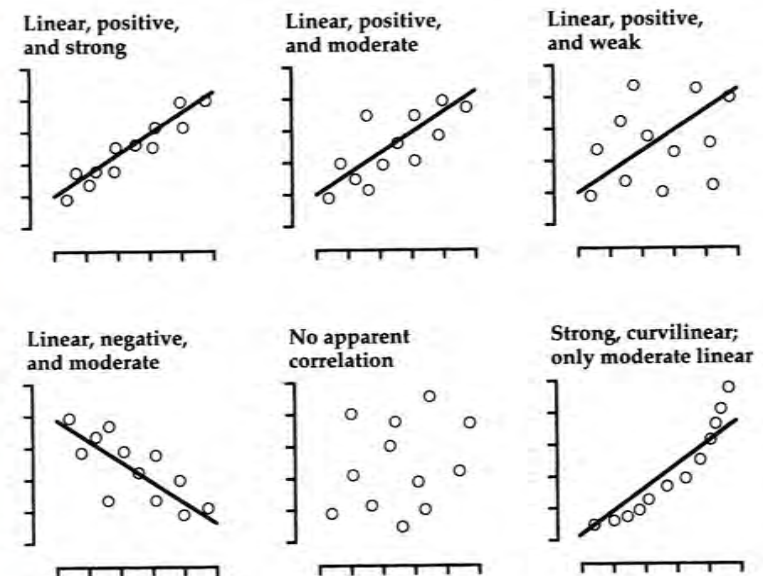 Linear, positive,
and strong
Linear, positive,
and moderate
Linear, positive,
and weak
Linear, negative,
and moderate
No apparent
correlation
Strong, curvilinear;
only moderate linear